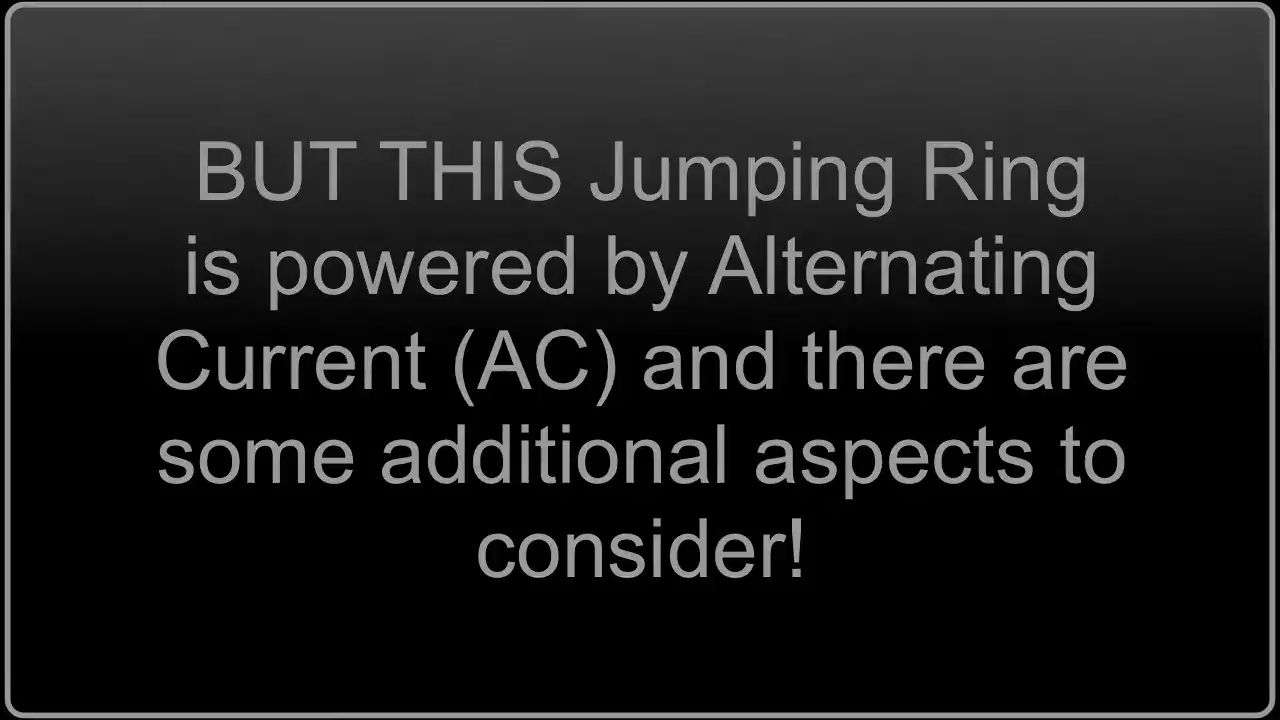 BUT THIS Jumping Ring
is powered by Alternating
Current (AC) and there are
some additional aspects to
consider!